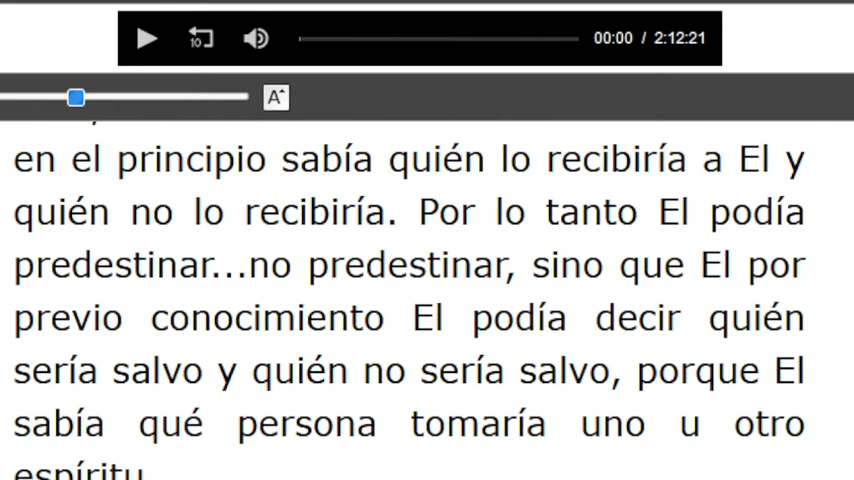 10
00:00 / 2:12:21
A
en el principio sabía quién lo recibiría a El y
quién no lo recibiría. Por lo tanto El podía
predestinar...no predestinar, sino que El por
previo conocimiento El podía decir quién
sería salvo y quién no sería salvo, porque El
sabía qué persona tomaría uno u otro
espíritu